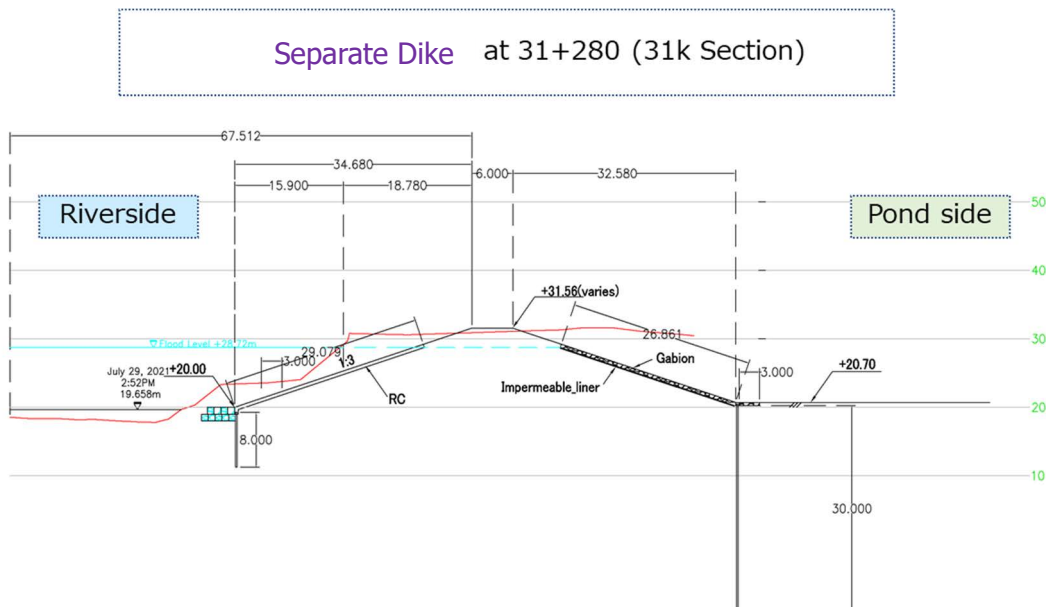 Separate Dike at 31+280 (31k Section)
67.512
34.680
6.000
32.580
15.900
18.780
Riverside
Pond side
50
40
+31.56(varies)
30
Flood Level +28.72m
26.861
29.079
3.000
1:3
Gabion
July 29, 2021
2:52PM
19.658m
+20.00
RC
Impermeable_liner
3.000
+20.70
20
8.000
10
30.000